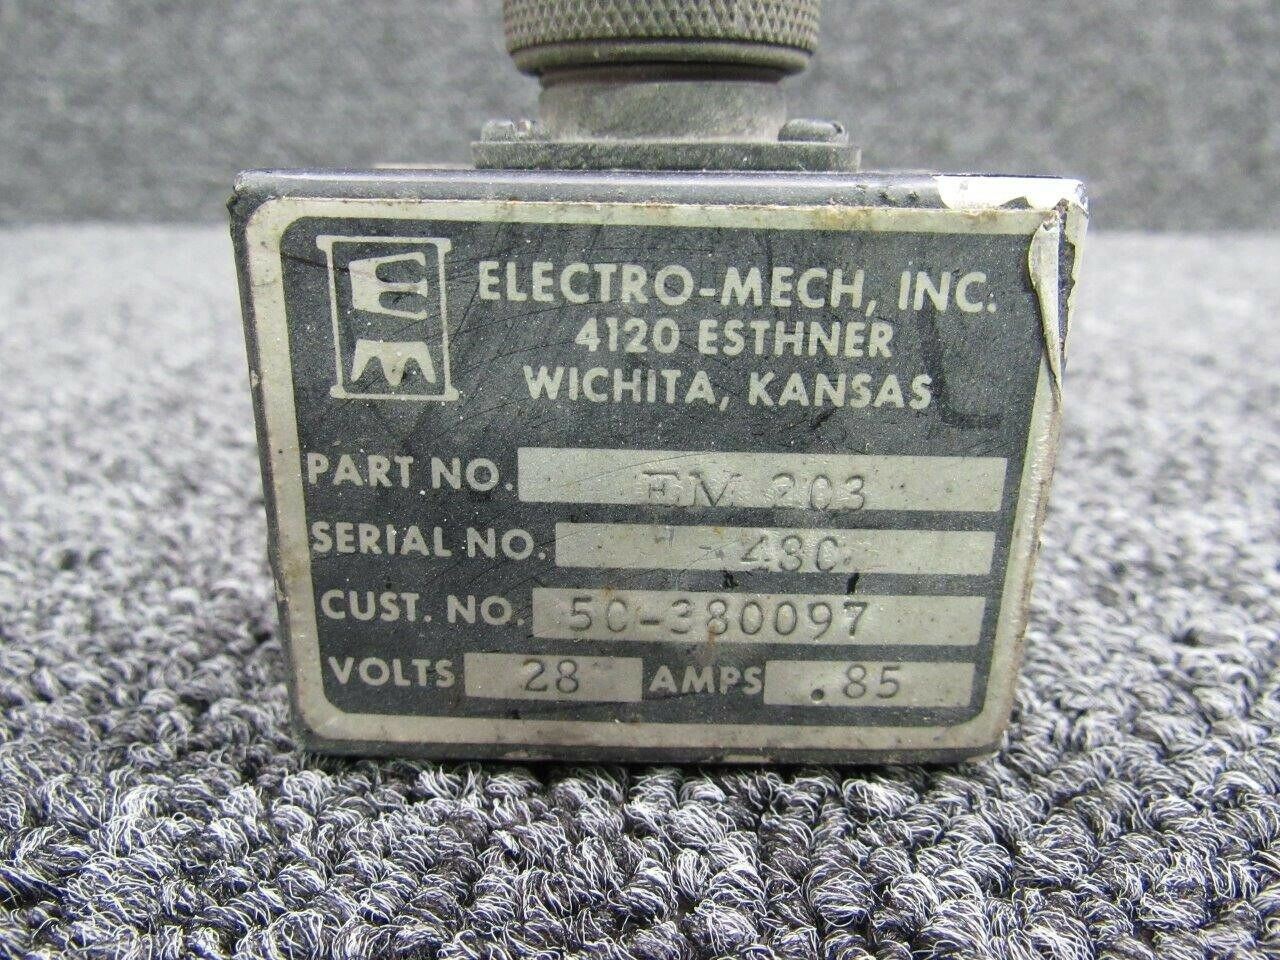 ELECTRO-MECH, INC.
4120 ESTHNER
WICHITA, KANSAS
PART NO. EM 203
SERIAL NO. 480
CUST. NO. 50-380097
VOLTS 28 AMPS .85